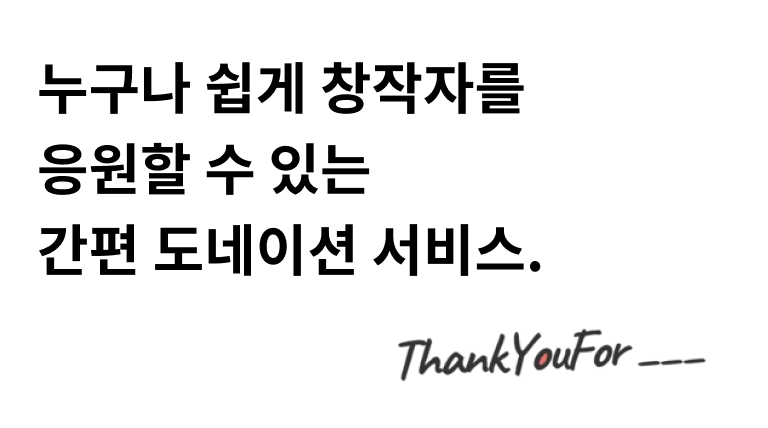 누구나 쉽게 창작자를
응원할 수 있는
간편 도네이션 서비스.
ThankYouFor ___